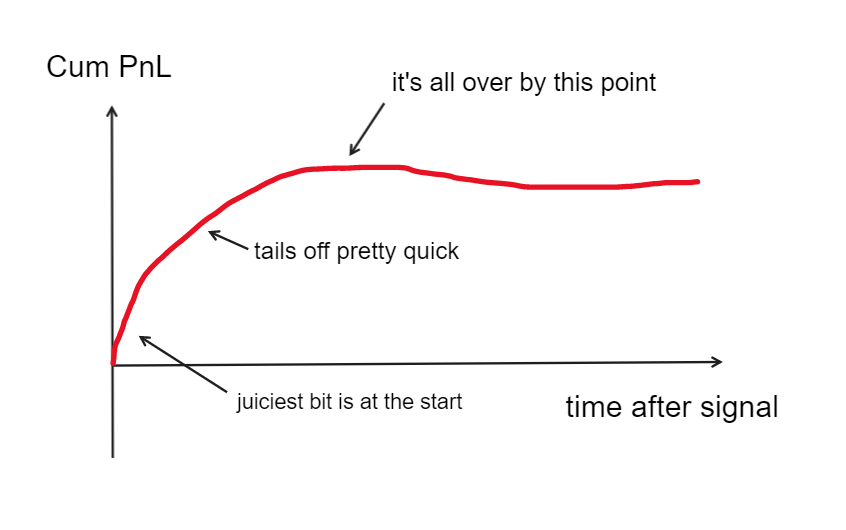 Cum PnL
it's all over by this point
tails off pretty quick
juiciest bit is at the start
time after signal